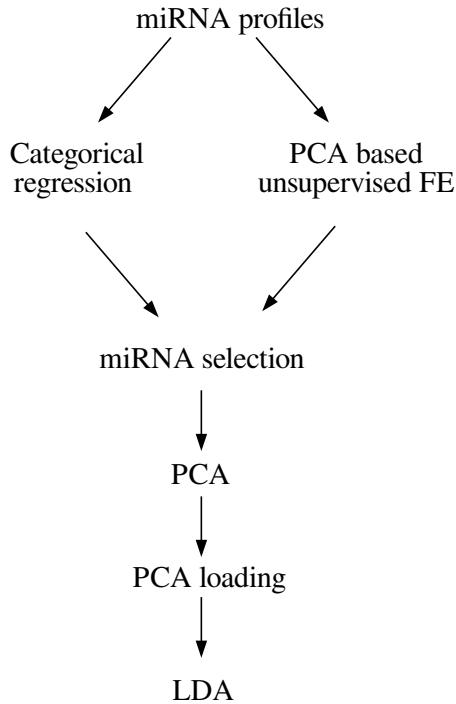 miRNA profiles
Categorical
regression
PCA based
unsupervised FE
miRNA selection
PCA
PCA loading
LDA